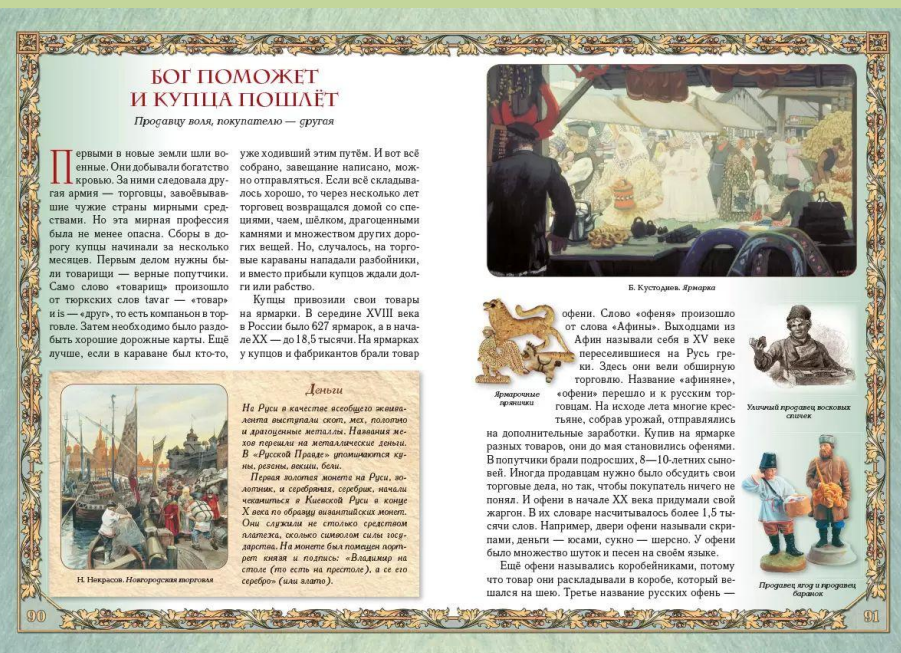 БОГ ПОМОЖЕТ
И КУПЦА ПОШЛЁТ
Продавцу воля, покупателю — другая
Первыми в новые земли шли во-
енные. Они добывали богатство
кровью. За ними следовала дру-
гая армия — торговцы, завоёвывав-
шие чужие страны мирными сред-
ствами. Но эта мирная профессия
была не менее опасна. Сборы в до-
рогу купцы начинали за несколько
месяцев. Первым делом нужны бы-
ли товарищи — верные попутчики.
Само слово «товарищ» произошло
от тюркских слов tavar — «товар»
и is — «друг», то есть компаньон в тор-
говле. Затем необходимо было раздо-
быть хорошие дорожные карты. Ещё
лучше, если в караване был кто-то,
уже ходивший этим путём. И вот всё
собрано, завещание написано, мож-
но отправляться. Если всё складыва-
лось хорошо, то через несколько лет
торговец возвращался домой со спе-
циями, чаем, шёлком, драгоценными
камнями и множеством других доро-
гих вещей. Но, случалось, на торго-
вые караваны нападали разбойники,
и вместо прибыли купцов ждали дол-
ги или рабство.
Купцы привозили свои товары
на ярмарки. В середине XVIII века
в России было 627 ярмарок, а в нача-
ле XX — до 18,5 тысячи. На ярмарках
у купцов и фабрикантов брали товар
Н. Некрасов. Новгородская торговля
Деньги
На Руси в качестве всеобщего эквива-
лента выступали скот, мех, полотно
и драгоценные металлы. Названия ме-
хов перешли на металлические деньги.
В «Русской Правде» упоминаются ку-
ны, резаны, векши, бели.
Первая золотая монета на Руси, зо-
лотник, и серебряная, серебрик, начали
чеканиться в Киевской Руси в конце
X века по образцу византийских монет.
Они служили не столько средством
платежа, сколько символом силы госу-
дарства. На монете был помещён порт-
рет князя и подпись: «Владимир на
столе (то есть на престоле), а се его
серебро» (или злато).
90
Б. Кустодиев. Ярмарка
Ярмарочные
прянички
офени. Слово «офеня» произошло
от слова «Афины». Выходцами из
Афин называли себя в XV веке
переселившиеся на Русь гре-
ки. Здесь они вели обширную
торговлю. Название «афиняне»,
«офени» перешло и к русским тор-
говцам. На исходе лета многие крес-
тьяне, собрав урожай, отправлялись
на дополнительные заработки. Купив на ярмарке
разных товаров, они до мая становились офенями.
В попутчики брали подросших, 8—10-летних сыно-
вей. Иногда продавцам нужно было обсудить свои
торговые дела, но так, чтобы покупатель ничего не
понял. И офени в начале XX века придумали свой
жаргон. В их словаре насчитывалось более 1,5 ты-
сячи слов. Например, двери офени называли скри-
пами, деньги — юсами, сукно — шерсно. У офени
было множество шуток и песен на своём языке.
Ещё офени назывались коробейниками, потому
что товар они раскладывали в коробе, который ве-
шался на шею. Третье название русских офень —
Уличный продавец восковых
спичек
Продавец ягод и продавец
баранок
91